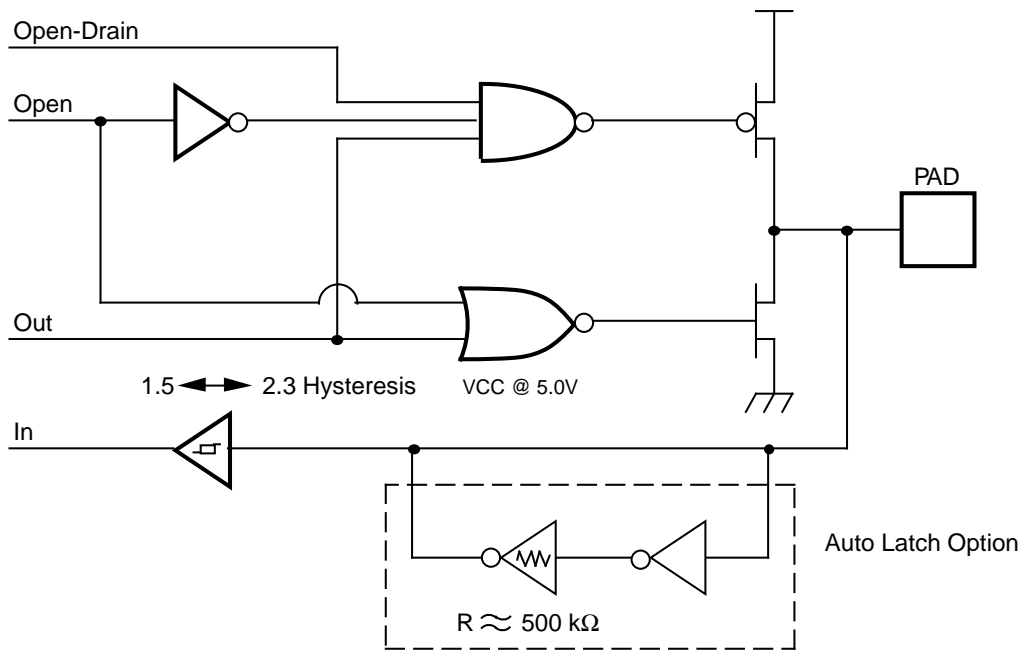 Open-Drain
Open
PAD
Out
1.5 2.3 Hysteresis
VCC @ 5.0V
In
Auto Latch Option
R ≈ 500 kΩ